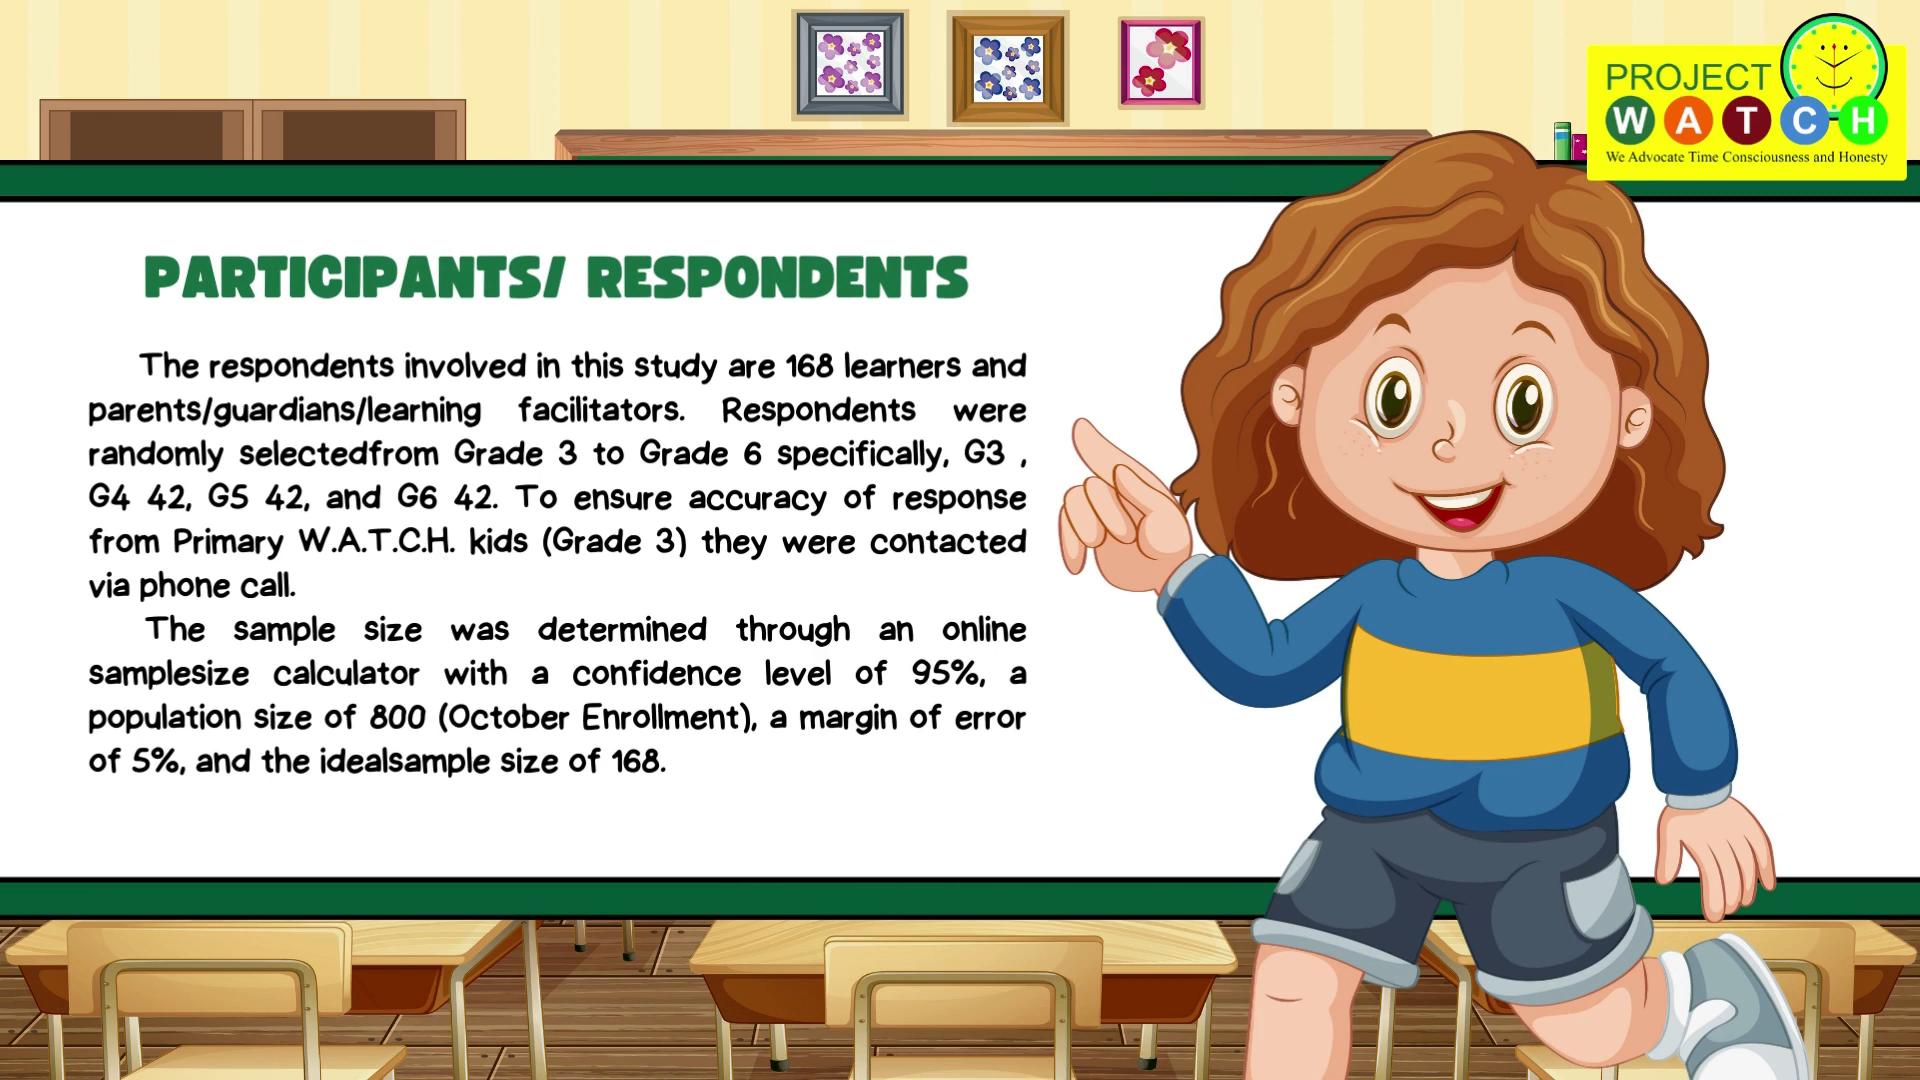 PROJECT
WATCH
We Advocate Time Consciousness and Honesty
PARTICIPANTS/ RESPONDENTS
The respondents involved in this study are 168 learners and
parents/guardians/learning facilitators. Respondents were
randomly selectedfrom Grade 3 to Grade 6 specifically, G3 ,
G4 42, G5 42, and G6 42. To ensure accuracy of response
from Primary W.A.T.C.H. kids (Grade 3) they were contacted
via phone call.
The sample size was determined through an online
samplesize calculator with a confidence level of 95%, a
population size of 800 (October Enrollment), a margin of error
of 5%, and the idealsample size of 168.